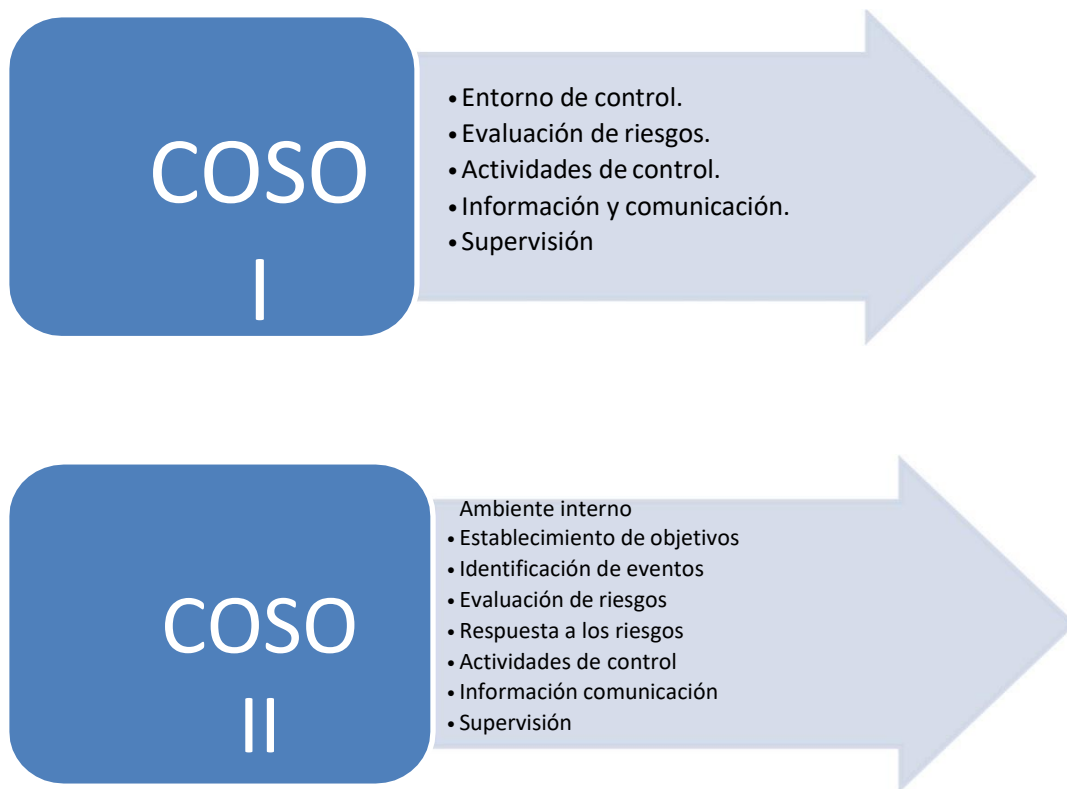 COSO
I
• Entorno de control.
• Evaluación de riesgos.
• Actividades de control.
• Información y comunicación.
• Supervisión
COSO
II
Ambiente interno
• Establecimiento de objetivos
• Identificación de eventos
• Evaluación de riesgos
• Respuesta a los riesgos
• Actividades de control
• Información comunicación
• Supervisión